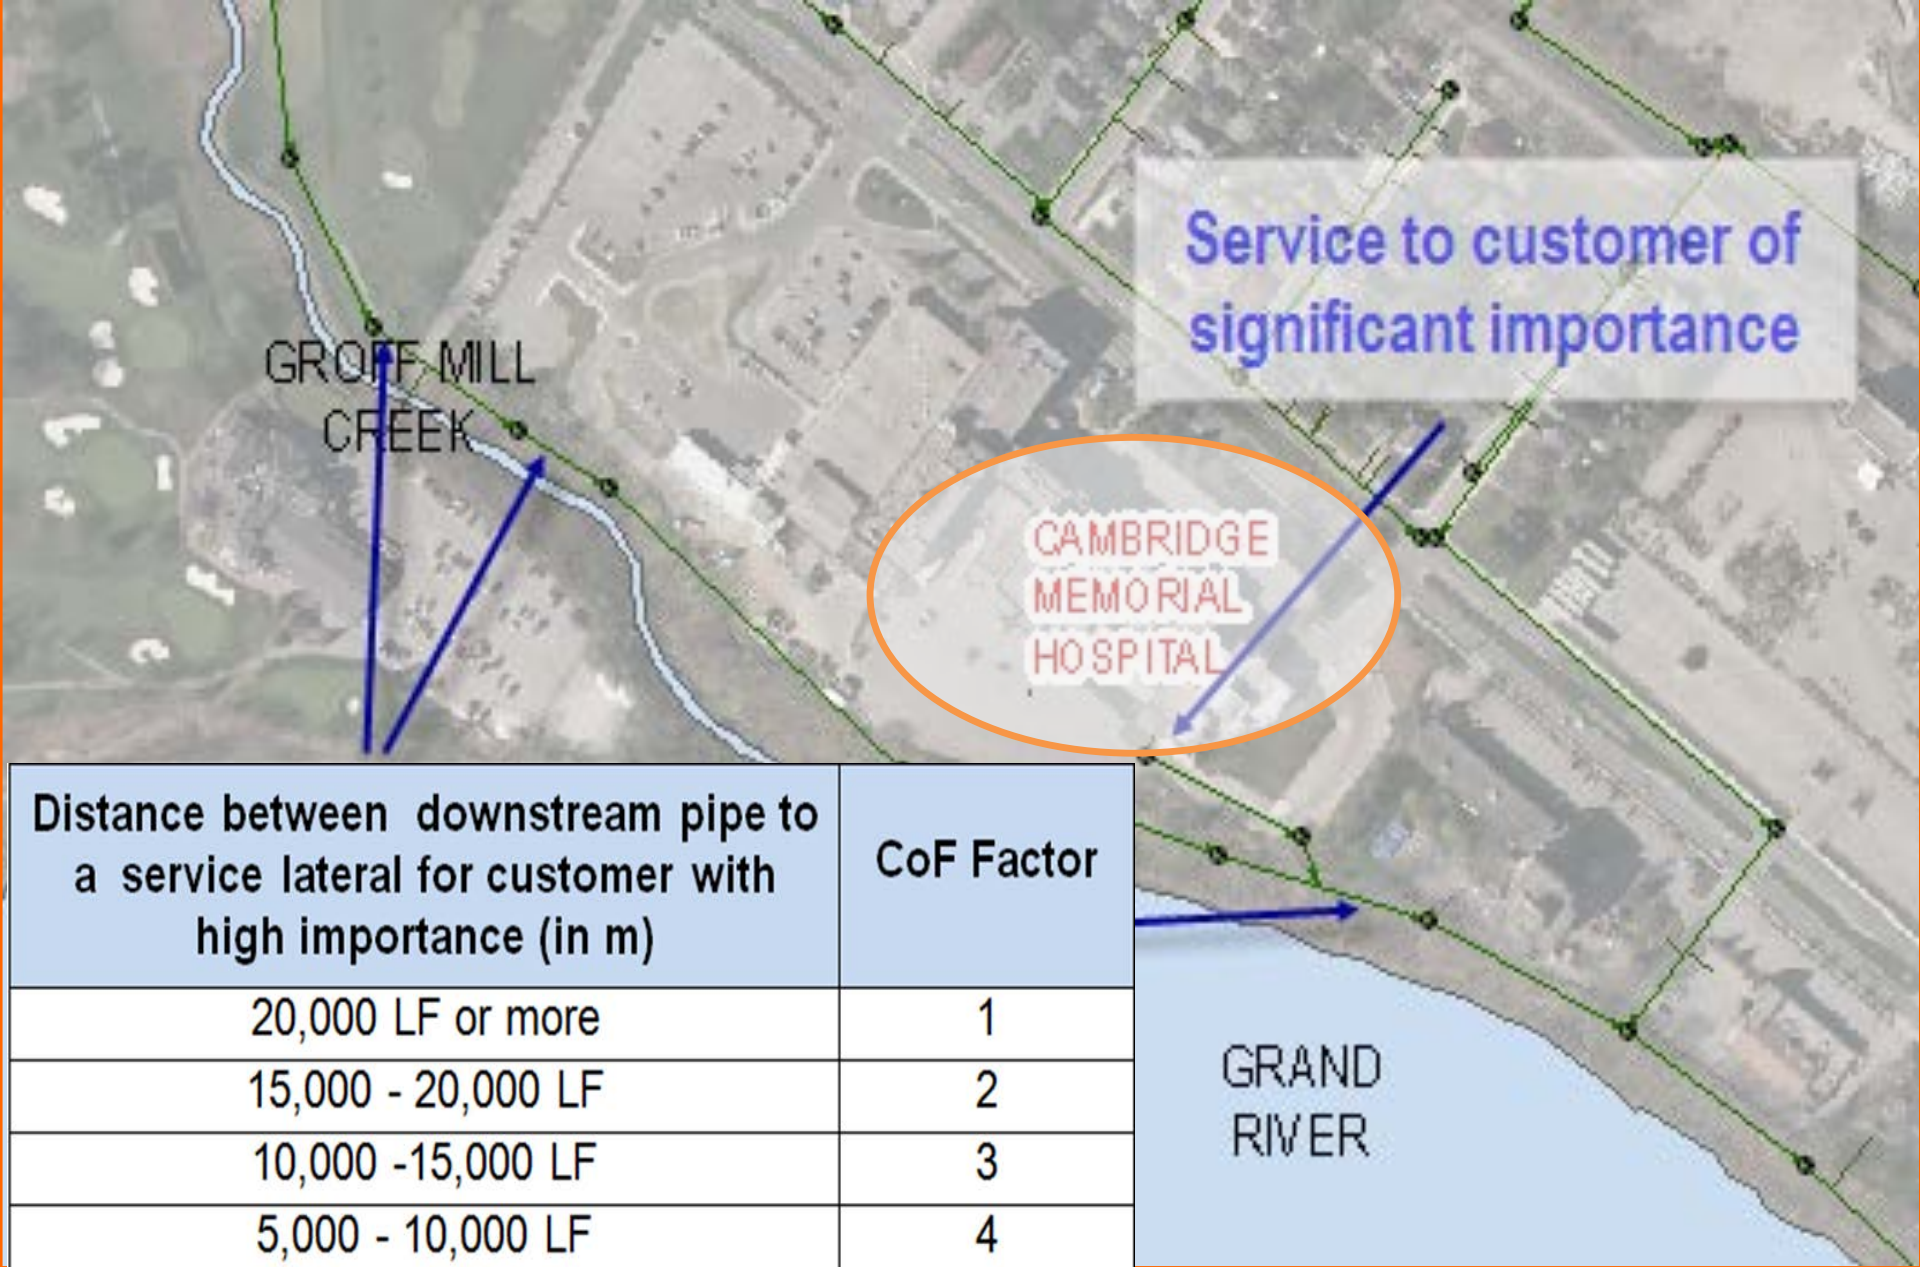 Service to customer of
significant importance
GROFF MILL
CREEK
CAMBRIDGE
MEMORIAL
HOSPITAL
Distance between downstream pipe to
a service lateral for customer with
high importance (in m)
CoF Factor
20,000 LF or more
1
15,000 - 20,000 LF
2
10,000 -15,000 LF
3
5,000 - 10,000 LF
4
GRAND
RIVER